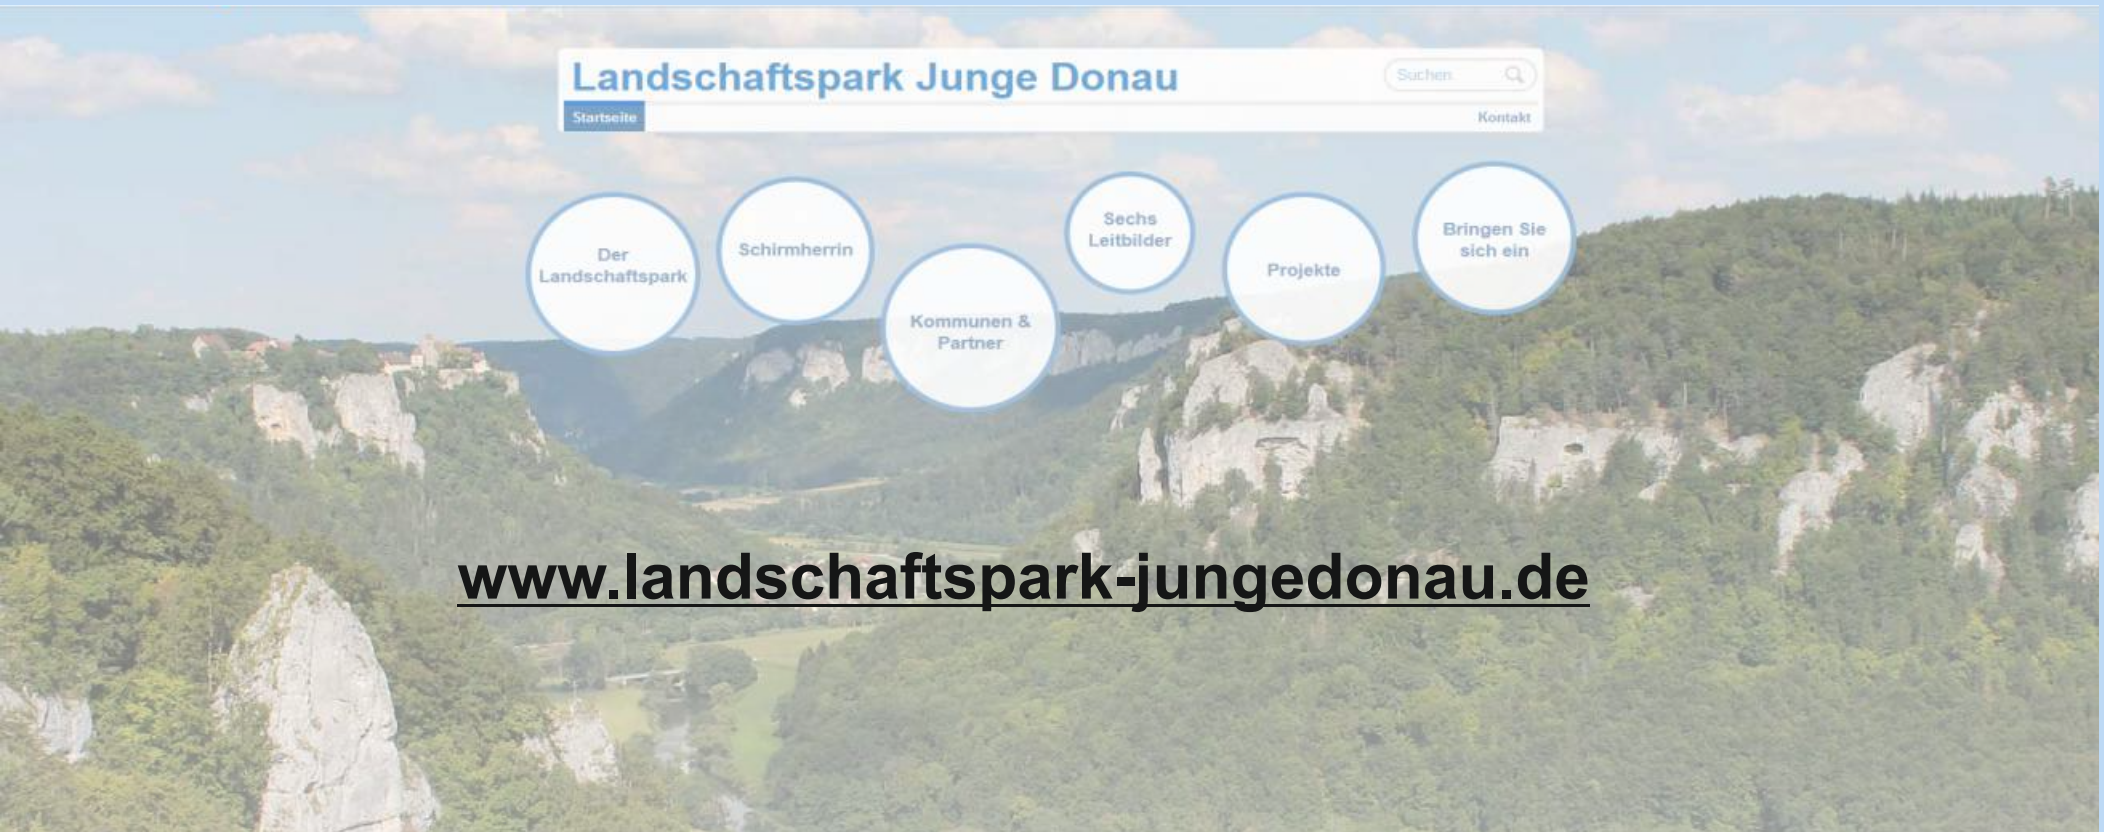 Landschaftspark Junge Donau
Suchen
Startseite
Kontakt
Der
Landschaftspark
Schirmherrin
Kommunen &
Partner
Sechs
Leitbilder
Projekte
Bringen Sie
sich ein
www.landschaftspark-jungedonau.de